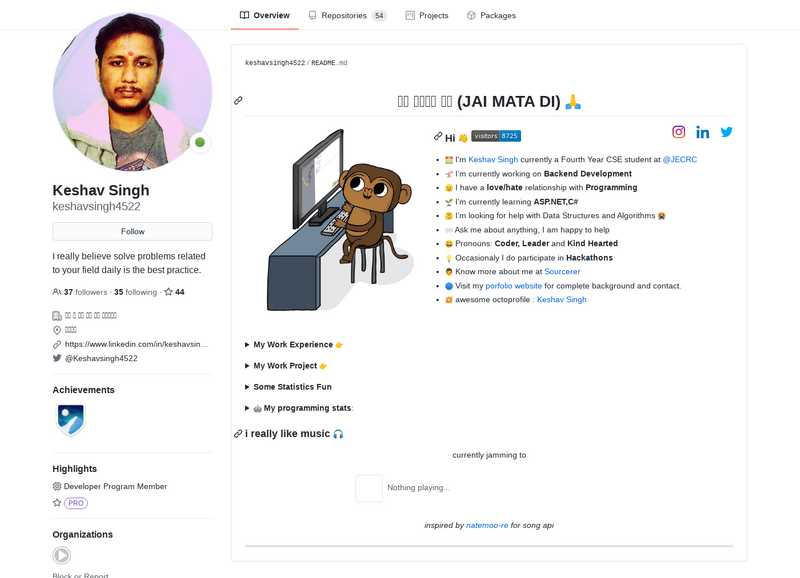 Overview
Repositories 54
Projects
Packages
Keshav Singh
keshavsingh4522
Follow
I really believe solve problems related
to your field daily is the best practice.
37 followers · 35 following · 44
https://www.linkedin.com/in/keshavsin...
@Keshavsingh4522
Achievements
Highlights
Developer Program Member
PRO
Organizations
Block or Report
keshavsingh4522 / README.md
(JAI MATA DI) 🙏
Hi 👋
visitors 8725
I'm Keshav Singh currently a Fourth Year CSE student at @JECRC
I'm currently working on Backend Development
I have a love/hate relationship with Programming
I'm currently learning ASP.NET,C#
I'm looking for help with Data Structures and Algorithms
Ask me about anything, I am happy to help
Pronouns: Coder, Leader and Kind Hearted
Occasionaly I do participate in Hackathons
Know more about me at Sourcerer
Visit my porfolio website for complete background and contact.
awesome octoprofile : Keshav Singh
My Work Experience 👉
My Work Project 👉
Some Statistics Fun
🤖 My programming stats:
i really like music 🎧
currently jamming to
Nothing playing...
inspired by natemoo-re for song api